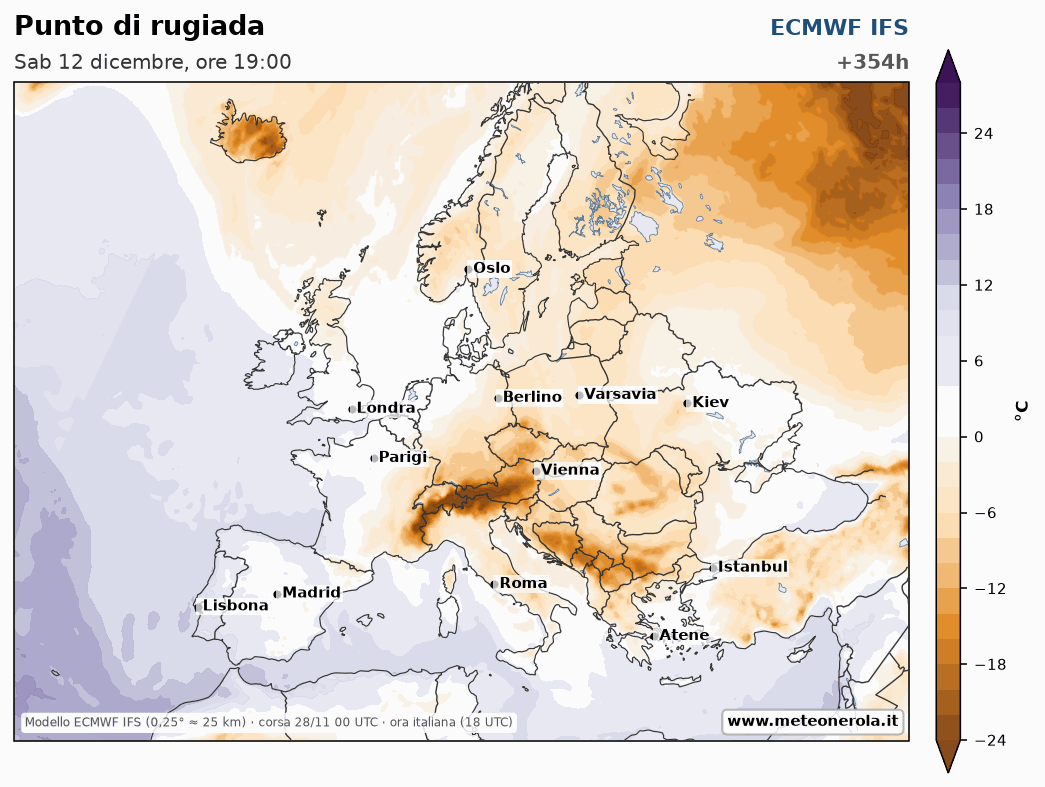 Punto di rugiada
ECMWF IFS
Sab 12 dicembre, ore 19:00
+354h
Oslo
Londra
Berlino
Varsavia
Kiev
Parigi
Vienna
Istanbul
Roma
Madrid
Lisbona
Atene
24
18
12
6
0
−6
−12
−18
−24
°C
Modello ECMWF IFS (0,25° ≈ 25 km) · corsa 28/11 00 UTC · ora italiana (18 UTC)
www.meteonerola.it